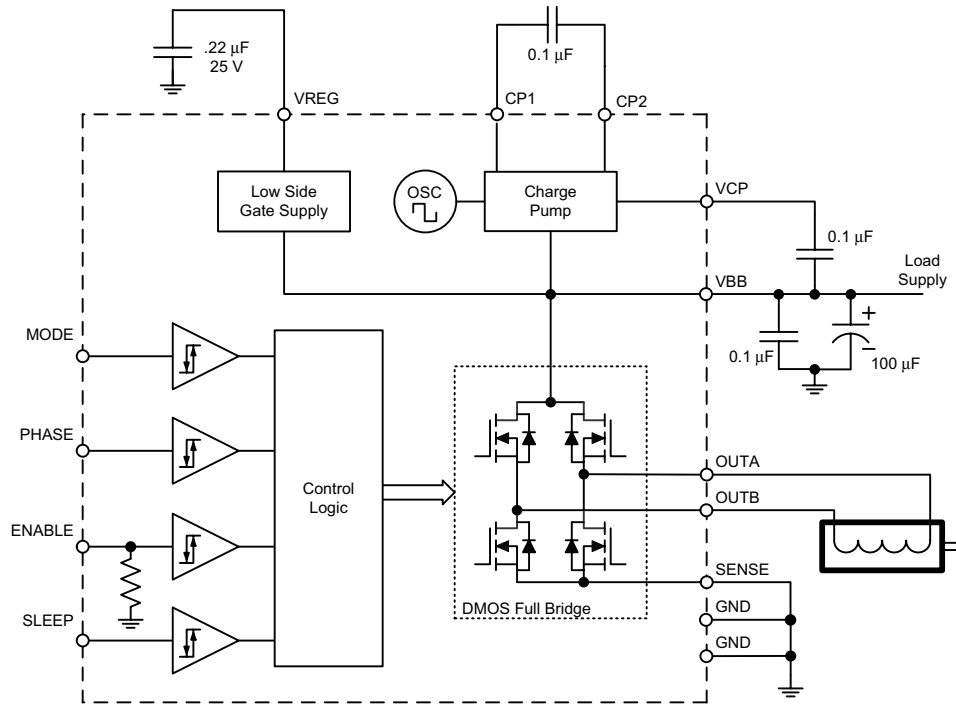 .22 μF
25 V
0.1 μF
VREG
CP1
CP2
Low Side
Gate Supply
OSC
Charge
Pump
VCP
0.1 μF
Load
Supply
VBB
MODE
+
0.1 μF
–
100 μF
PHASE
Control
Logic
OUTA
OUTB
ENABLE
SENSE
DMOS Full Bridge
GND
SLEEP
GND